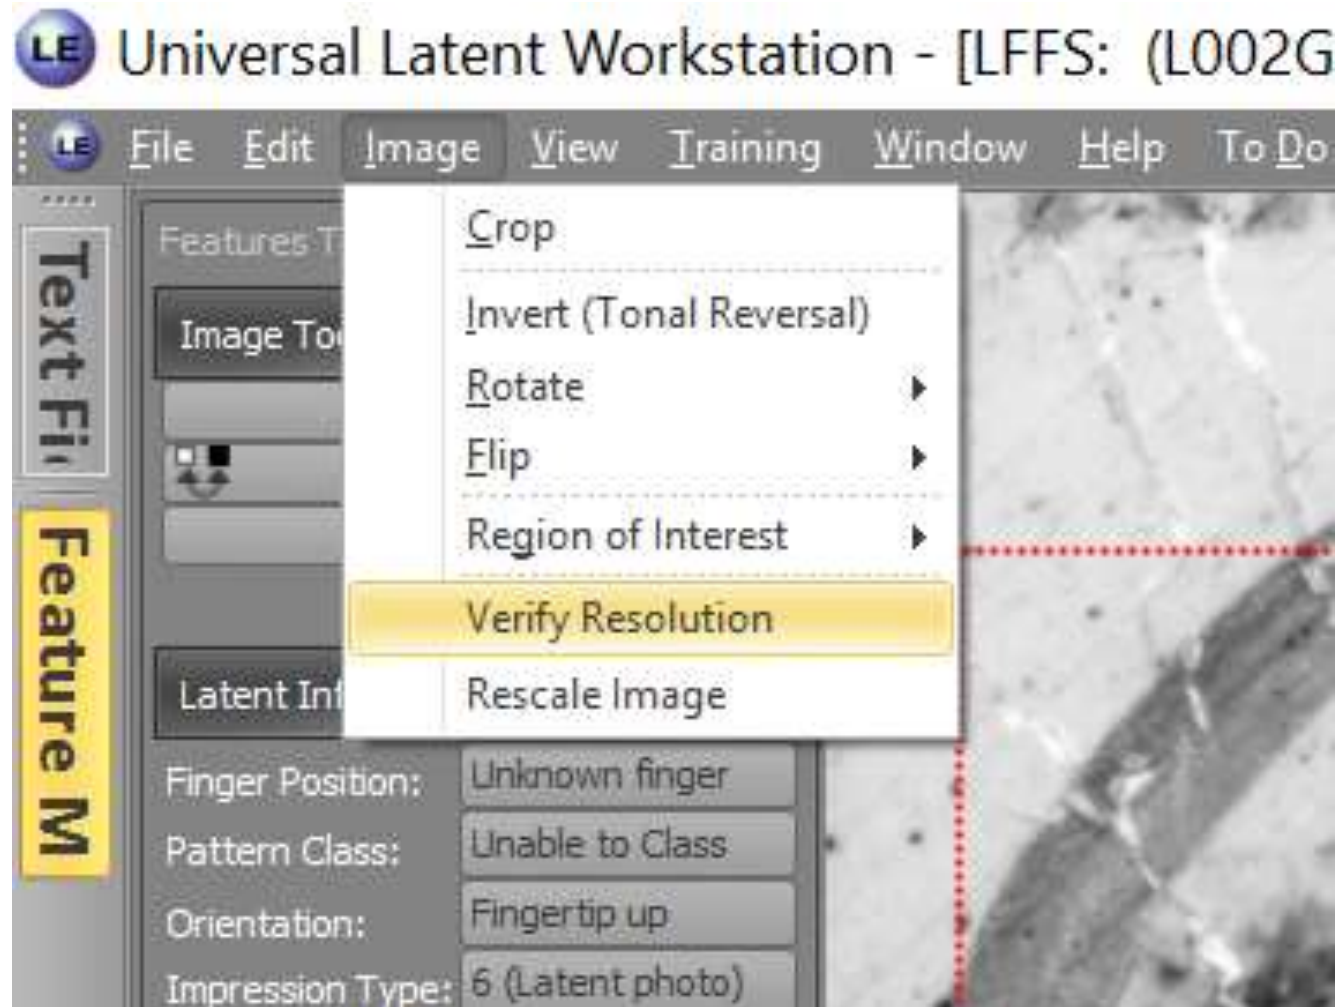 LE Universal Latent Workstation - [LFFS: (L002G
LE File Edit Image View Training Window Help To Do
Text Fi
Feature M
Features T
Image Too
Crop
Invert (Tonal Reversal)
Rotate
Flip
Region of Interest
Verify Resolution
Rescale Image
Latent Inf
Finger Position: Unknown finger
Pattern Class: Unable to Class
Orientation: Fingertip up
Impression Type: 6 (Latent photo)